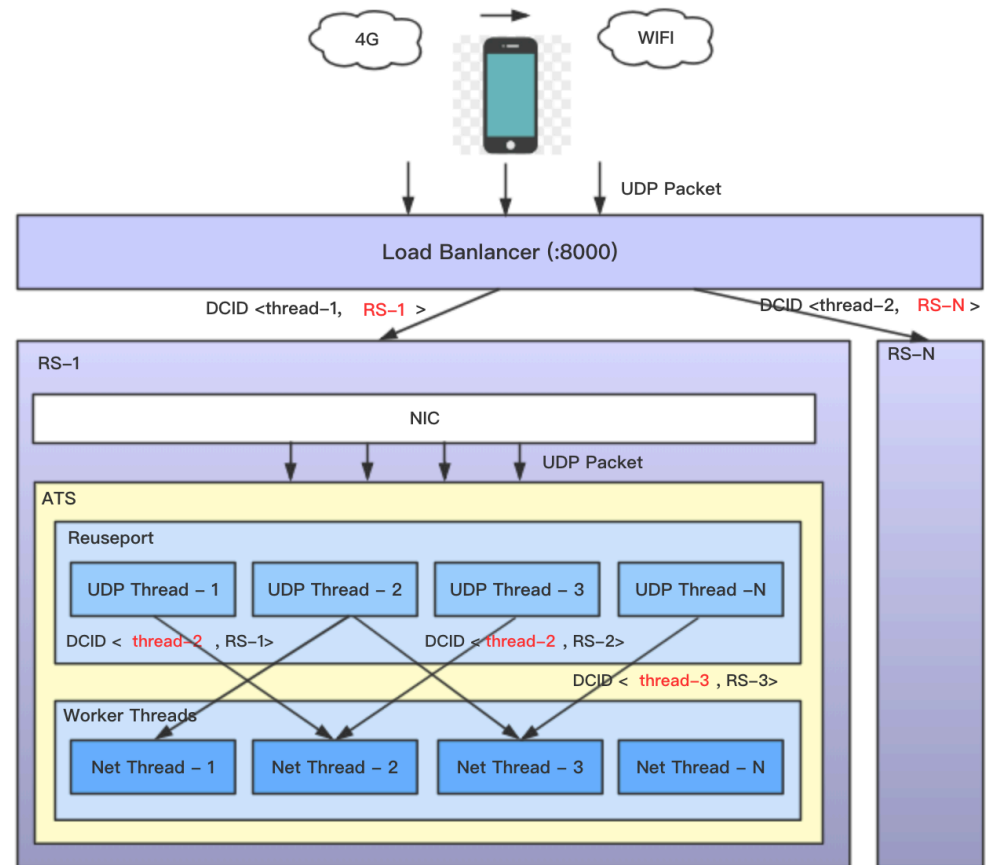 4G
WIFI
UDP Packet
Load Banlancer (:8000)
DCID <thread-1, RS-1 >
DCID <thread-2, RS-N >
RS-1
RS-N
NIC
UDP Packet
ATS
Reuseport
UDP Thread - 1
UDP Thread - 2
UDP Thread - 3
UDP Thread -N
DCID < thread-2 , RS-1>
DCID < thread-2 , RS-2>
DCID < thread-3 , RS-3>
Worker Threads
Net Thread - 1
Net Thread - 2
Net Thread - 3
Net Thread - N